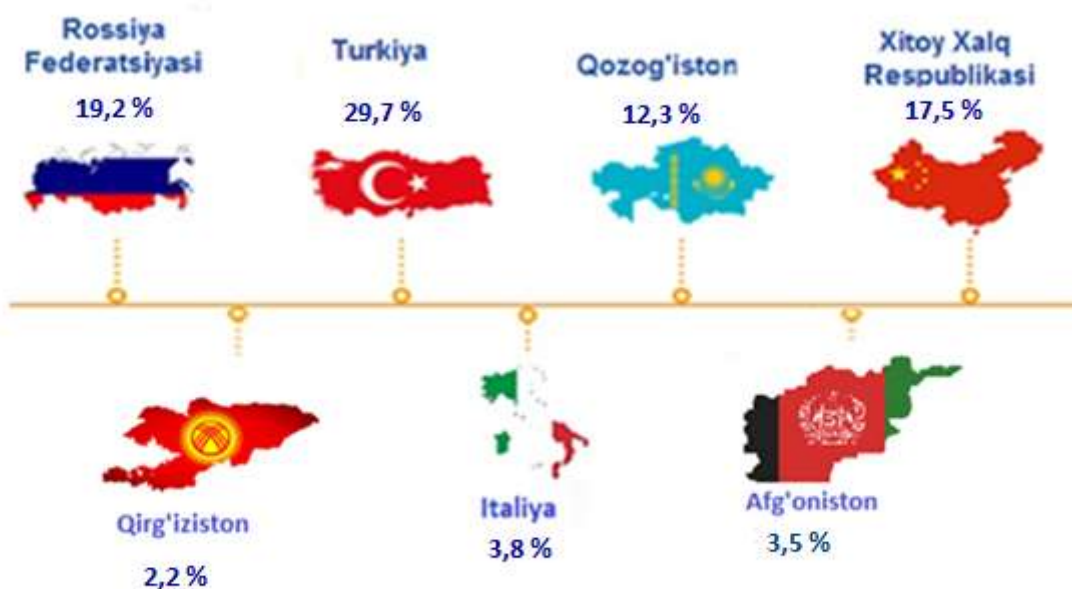 Rossiya
Federatsiyasi
19,2 %
Turkiya
29,7 %
Qozog'iston
12,3 %
Xitoy Xalq
Respublikasi
17,5 %
Qirg'iziston
2,2 %
Italiya
3,8 %
Afg'oniston
3,5 %